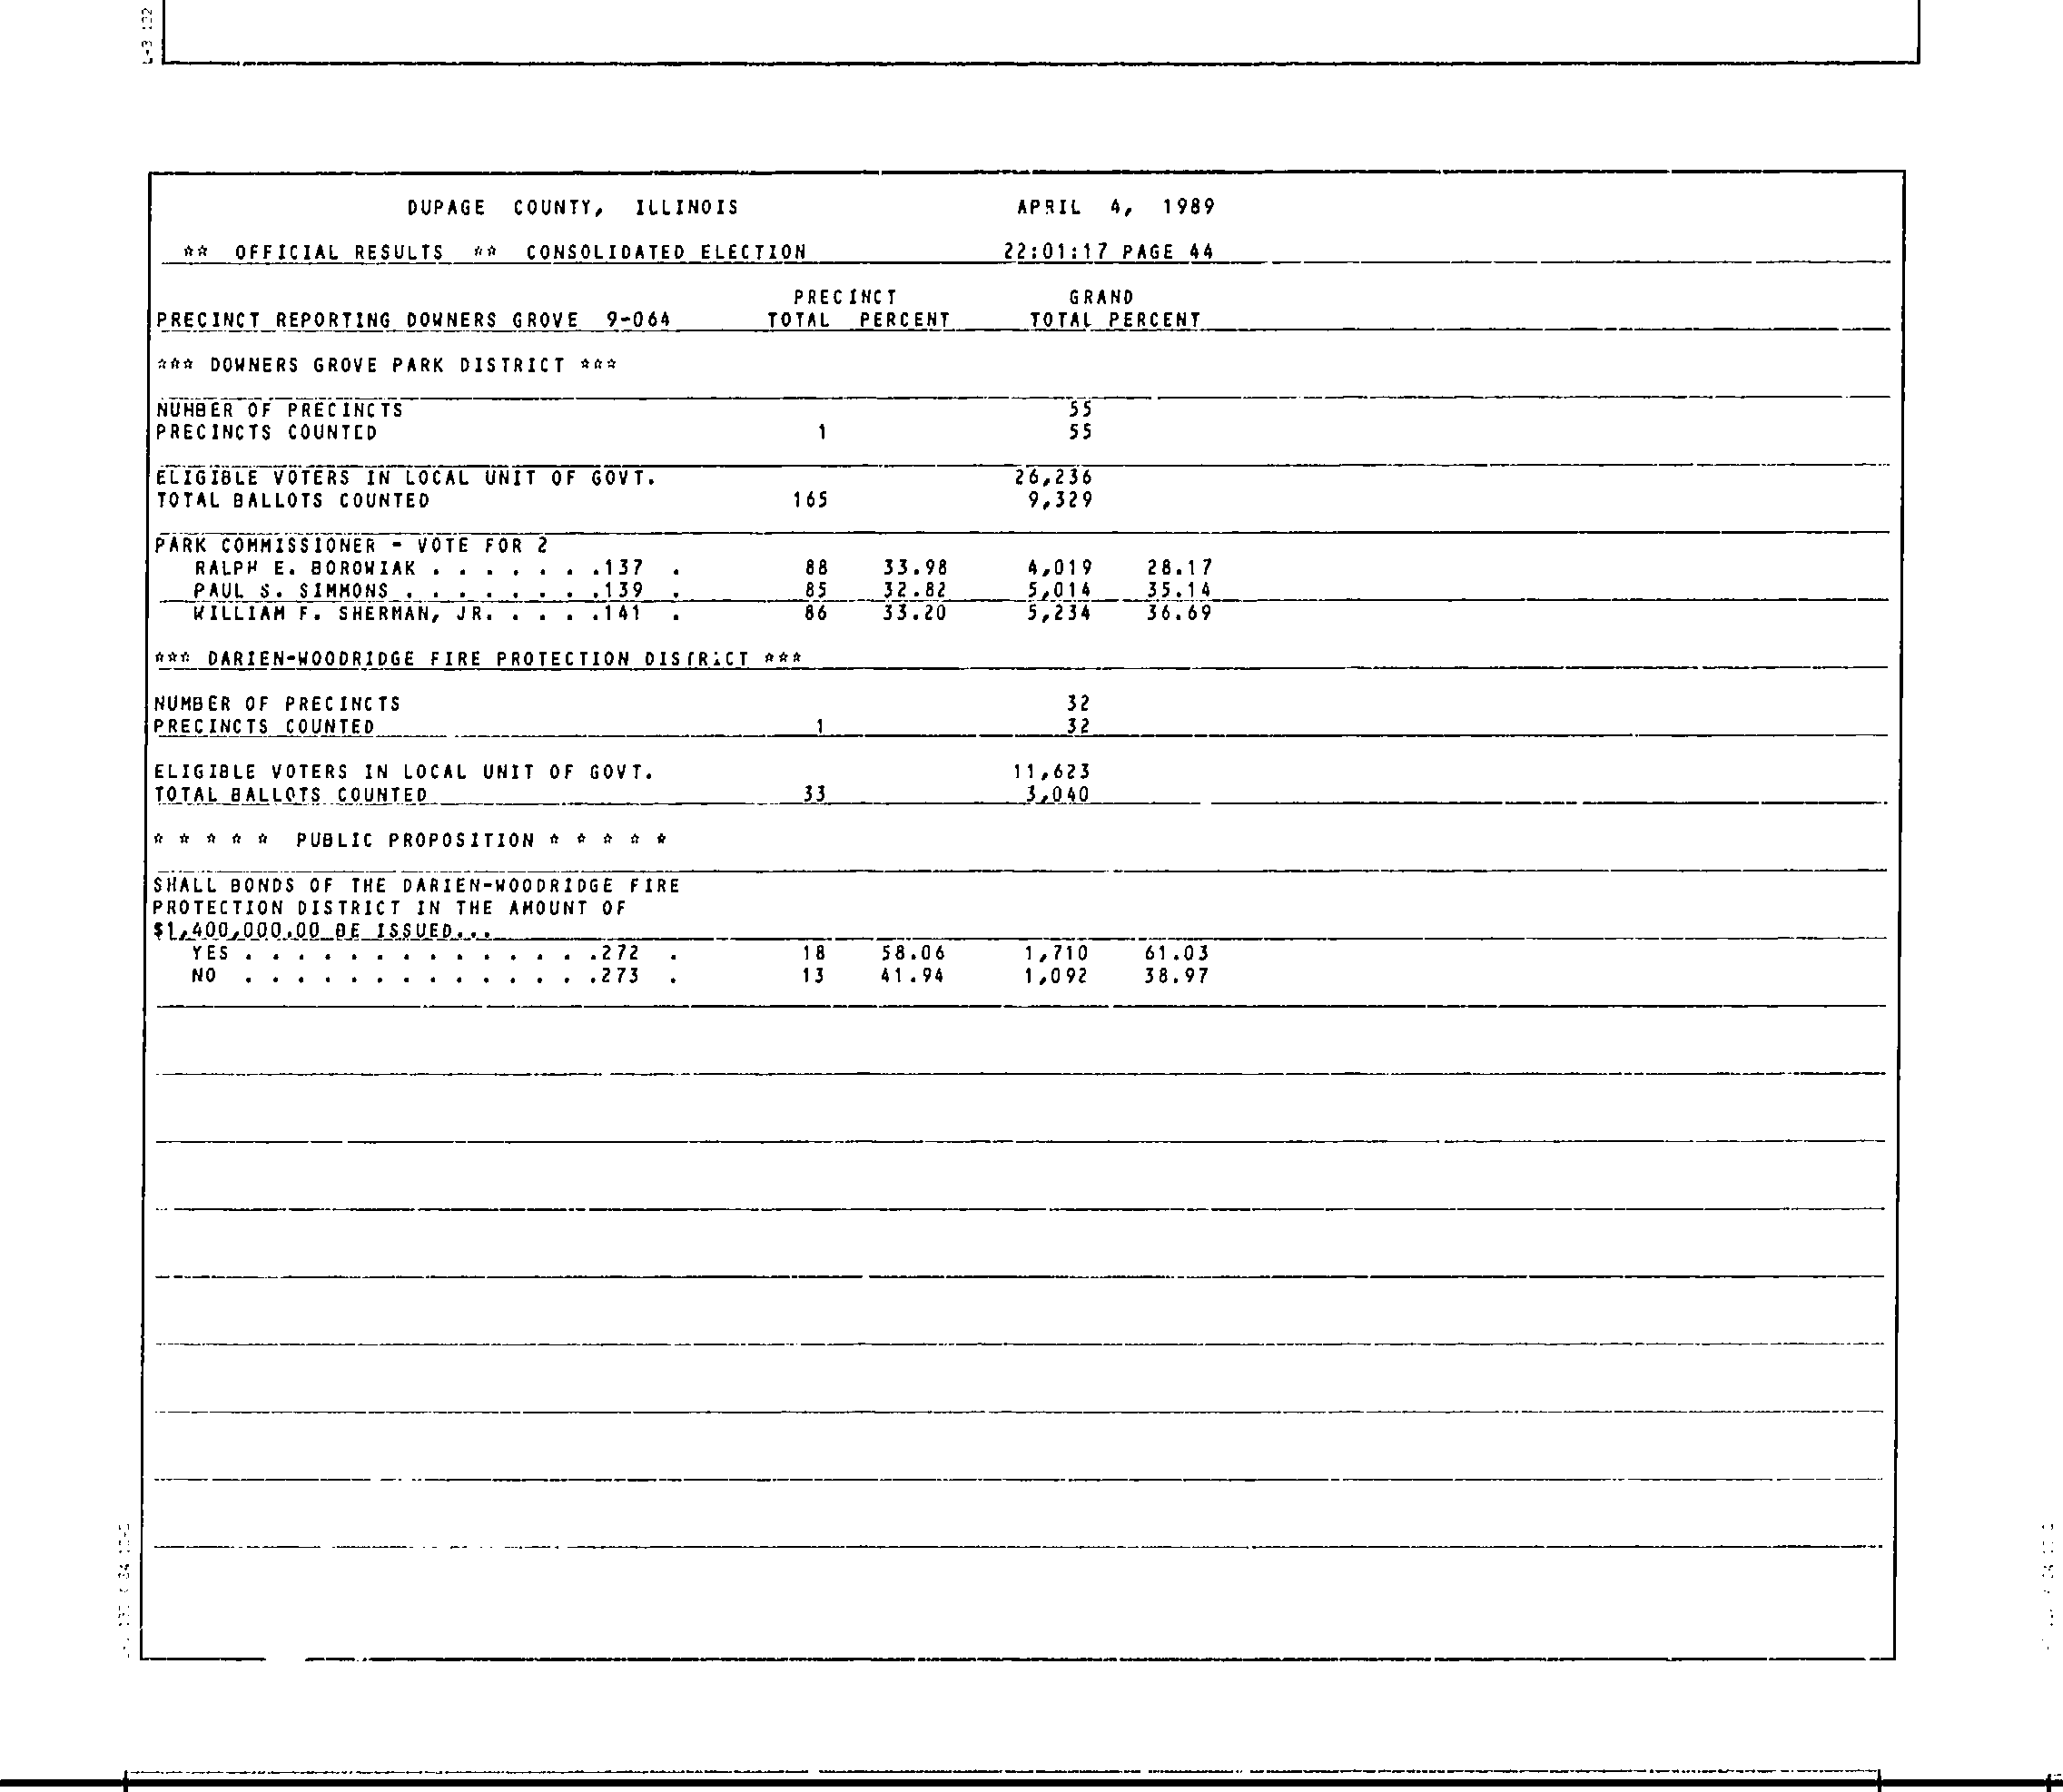 DUPAGE COUNTY, ILLINOIS APRIL 4, 1989
** OFFICIAL RESULTS ** CONSOLIDATED ELECTION 22:01:17 PAGE 44
PRECINCT GRAND
PRECINCT REPORTING DOWNERS GROVE 9-064 TOTAL PERCENT TOTAL PERCENT
*** DOWNERS GROVE PARK DISTRICT ***
NUMBER OF PRECINCTS 55
PRECINCTS COUNTED 1 55
ELIGIBLE VOTERS IN LOCAL UNIT OF GOVT. 26,236
TOTAL BALLOTS COUNTED 165 9,329
PARK COMMISSIONER - VOTE FOR 2
RALPH E. BOROWIAK . . . . . . .137 . 88 33.98 4,019 28.17
PAUL S. SIMMONS . . . . . . . .139 . 85 32.82 5,014 35.14
WILLIAM F. SHERMAN, JR. . . . .141 . 86 33.20 5,234 36.69
*** DARIEN-WOODRIDGE FIRE PROTECTION DISTRICT ***
NUMBER OF PRECINCTS 32
PRECINCTS COUNTED 1 32
ELIGIBLE VOTERS IN LOCAL UNIT OF GOVT. 11,623
TOTAL BALLOTS COUNTED 33 3,040
* * * * * PUBLIC PROPOSITION * * * * *
SHALL BONDS OF THE DARIEN-WOODRIDGE FIRE
PROTECTION DISTRICT IN THE AMOUNT OF
$1,400,000.00 BE ISSUED...
YES . . . . . . . . . . . . . .272 . 18 58.06 1,710 61.03
NO . . . . . . . . . . . . . .273 . 13 41.94 1,092 38.97